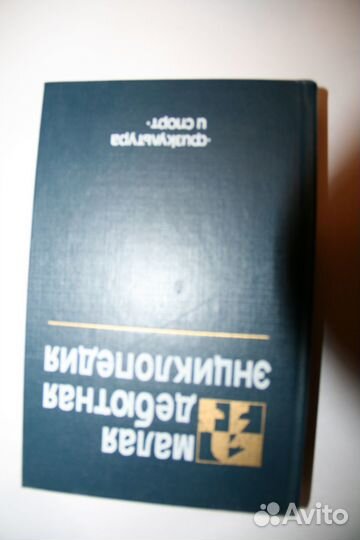 малая
дебютная
энциклопедия
«физкультура
и спорт»
Avito